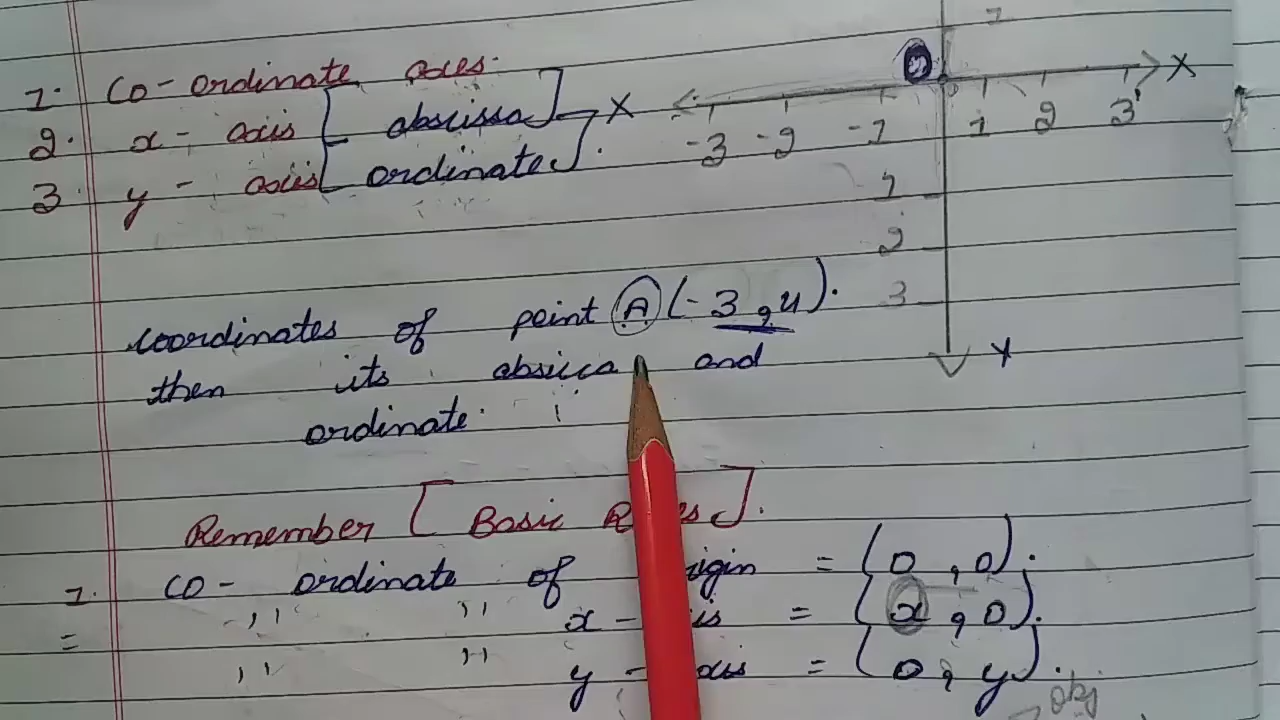 1. Co-ordinate axes.
2. x - axis [ abscissa ] X
3. y - axis [ ordinate ].
X
-3 -2 -1 1 2 3
1
2
3
Y
coordinates of point A (-3, 4).
then its absicca and
ordinate.
Remember [ Basic
1. co-ordinate of = (0, 0).
= ,, ,, x - = (x, 0).
,, ,, y - = (0, y).